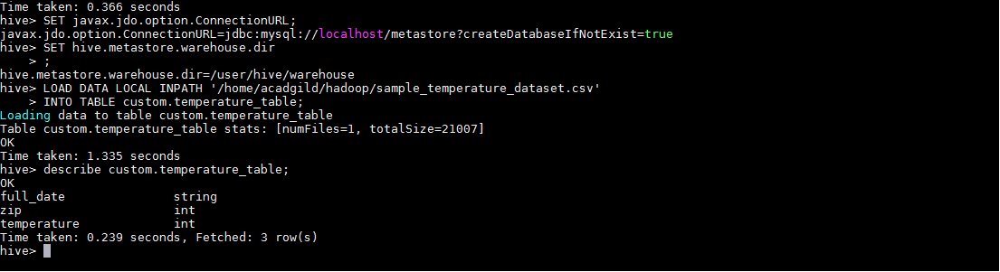 Time taken: 0.366 seconds
hive> SET javax.jdo.option.ConnectionURL;
javax.jdo.option.ConnectionURL=jdbc:mysql://localhost/metastore?createDatabaseIfNotExist=true
hive> SET hive.metastore.warehouse.dir
    > ;
hive.metastore.warehouse.dir=/user/hive/warehouse
hive> LOAD DATA LOCAL INPATH '/home/acadgild/hadoop/sample_temperature_dataset.csv'
    > INTO TABLE custom.temperature_table;
Loading data to table custom.temperature_table
Table custom.temperature_table stats: [numFiles=1, totalSize=21007]
OK
Time taken: 1.335 seconds
hive> describe custom.temperature_table;
OK
full_date               string
zip                     int
temperature             int
Time taken: 0.239 seconds, Fetched: 3 row(s)
hive>